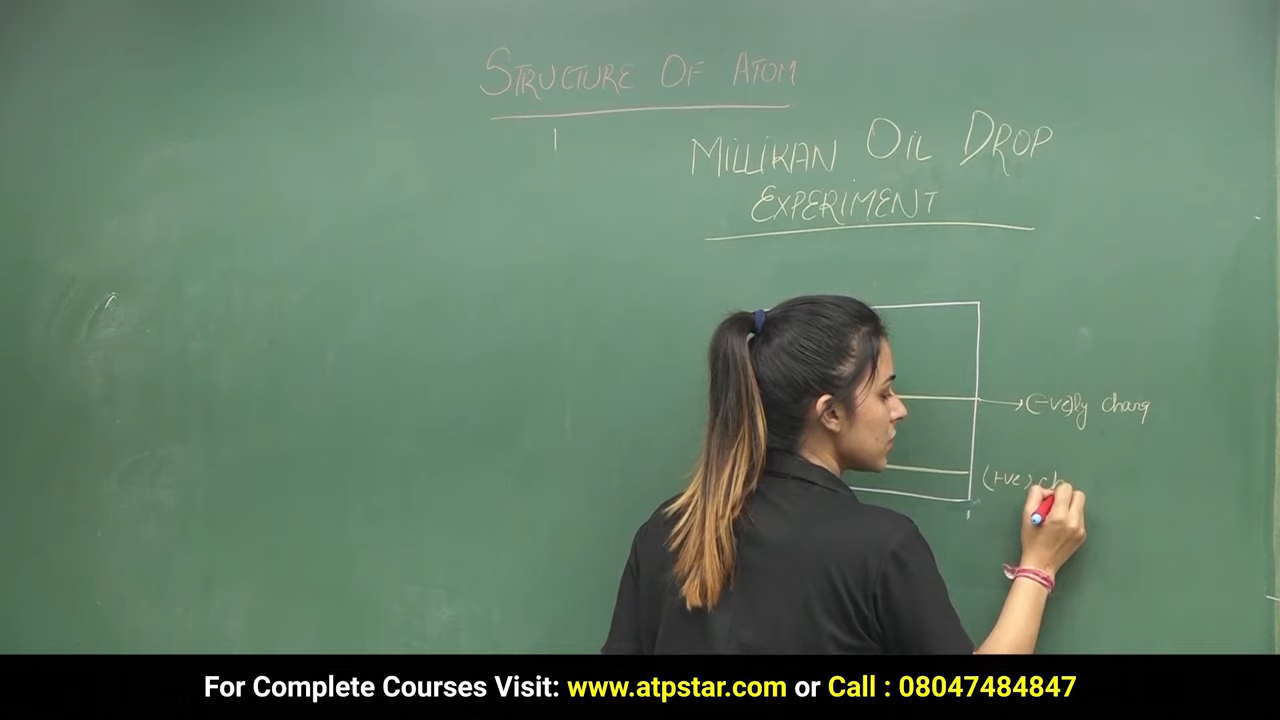 STRUCTURE OF ATOM
MILLIKAN OIL DROP
EXPERIMENT
(-ve)ly charg
(+ve) ch
For Complete Courses Visit: www.atpstar.com or Call : 08047484847